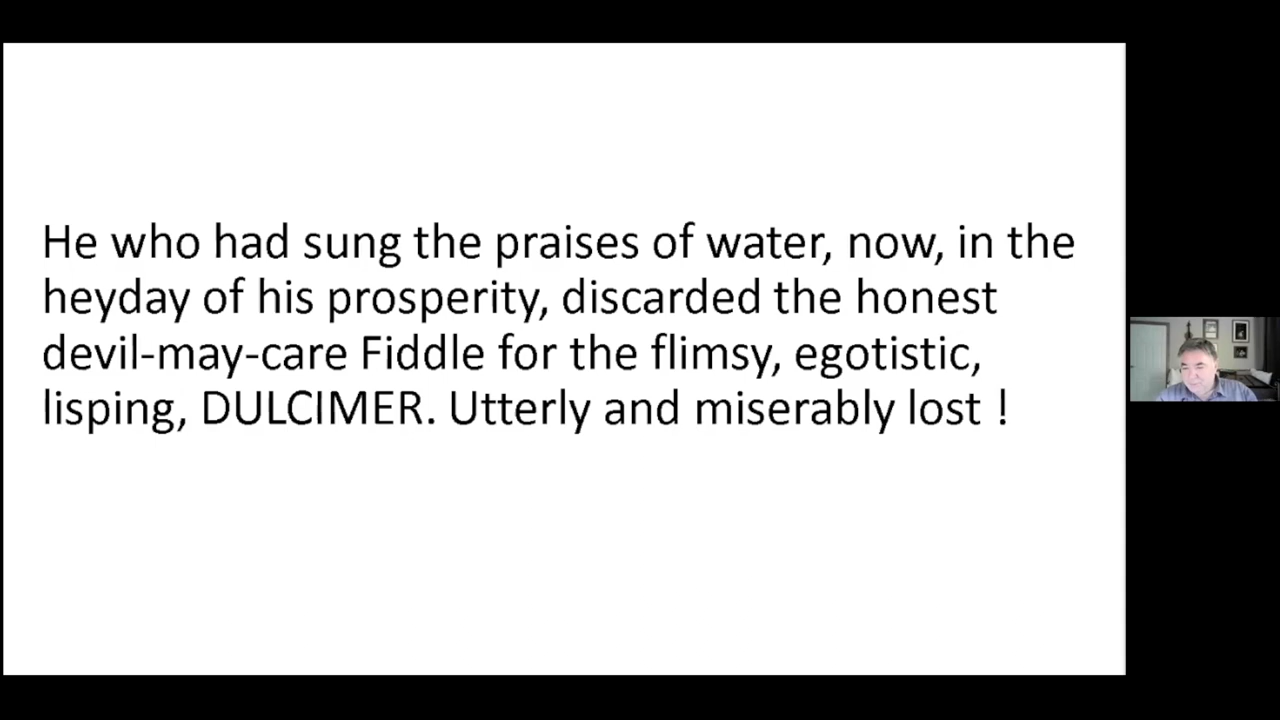 He who had sung the praises of water, now, in the
heyday of his prosperity, discarded the honest
devil-may-care Fiddle for the flimsy, egotistic,
lisping, DULCIMER. Utterly and miserably lost !